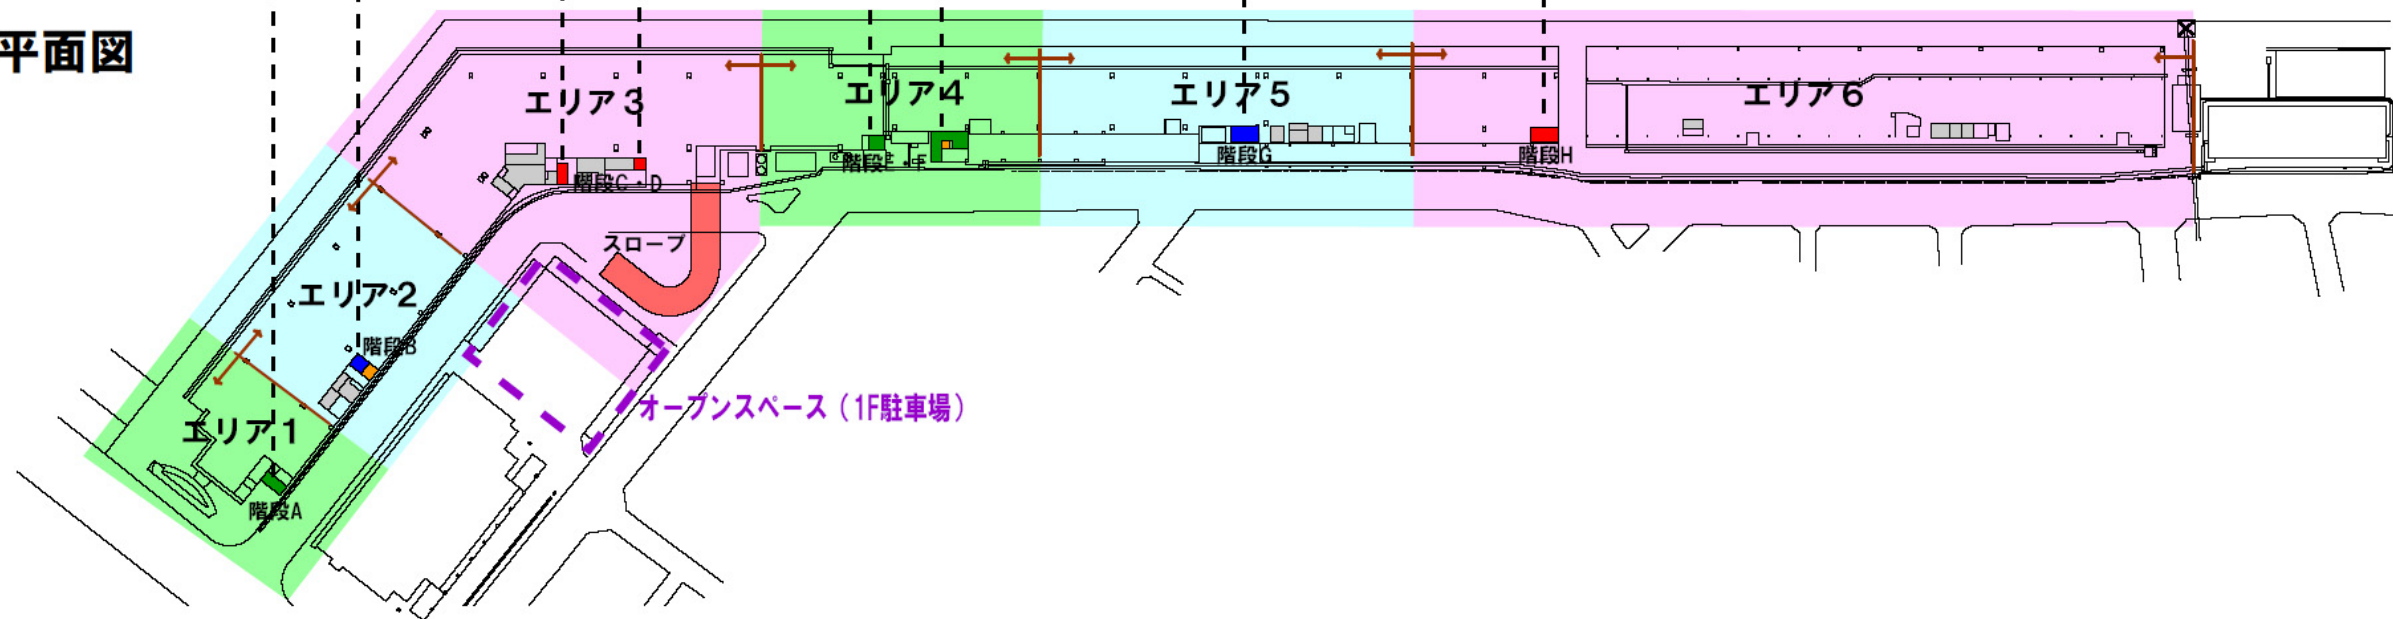 平面図
エリア3
エリア4
エリア5
エリア6
階段C・D
階段E・F
階段G
階段H
スロープ
エリア2
階段B
オープンスペース（1F駐車場）
エリア1
階段A